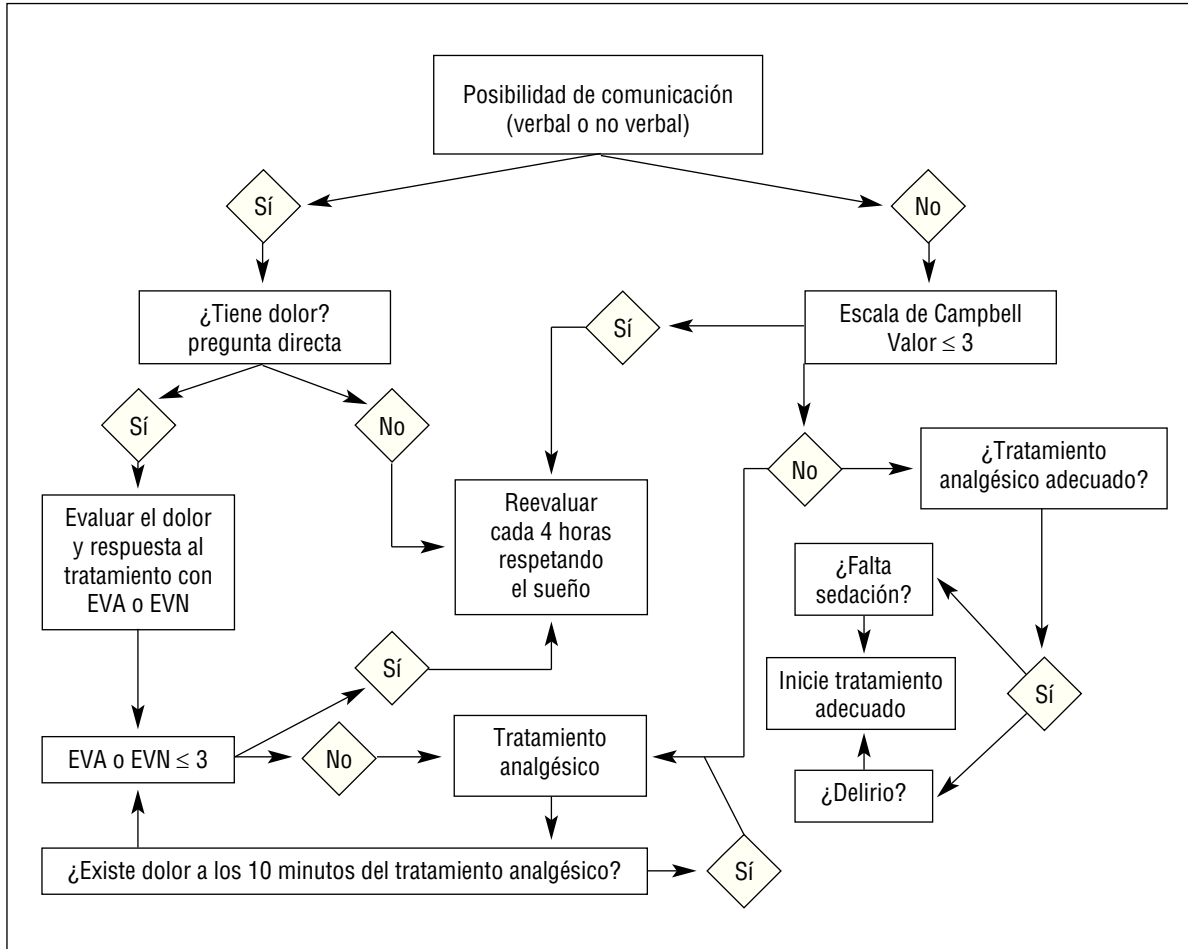 Posibilidad de comunicación
(verbal o no verbal)
Sí
No
¿Tiene dolor?
pregunta directa
Sí
Escala de Campbell
Valor ≤ 3
Sí
No
No
¿Tratamiento
analgésico adecuado?
Evaluar el dolor
y respuesta al
tratamiento con
EVA o EVN
Reevaluar
cada 4 horas
respetando
el sueño
¿Falta
sedación?
Sí
Inicie tratamiento
adecuado
Sí
EVA o EVN ≤ 3
No
Tratamiento
analgésico
¿Delirio?
¿Existe dolor a los 10 minutos del tratamiento analgésico?
Sí